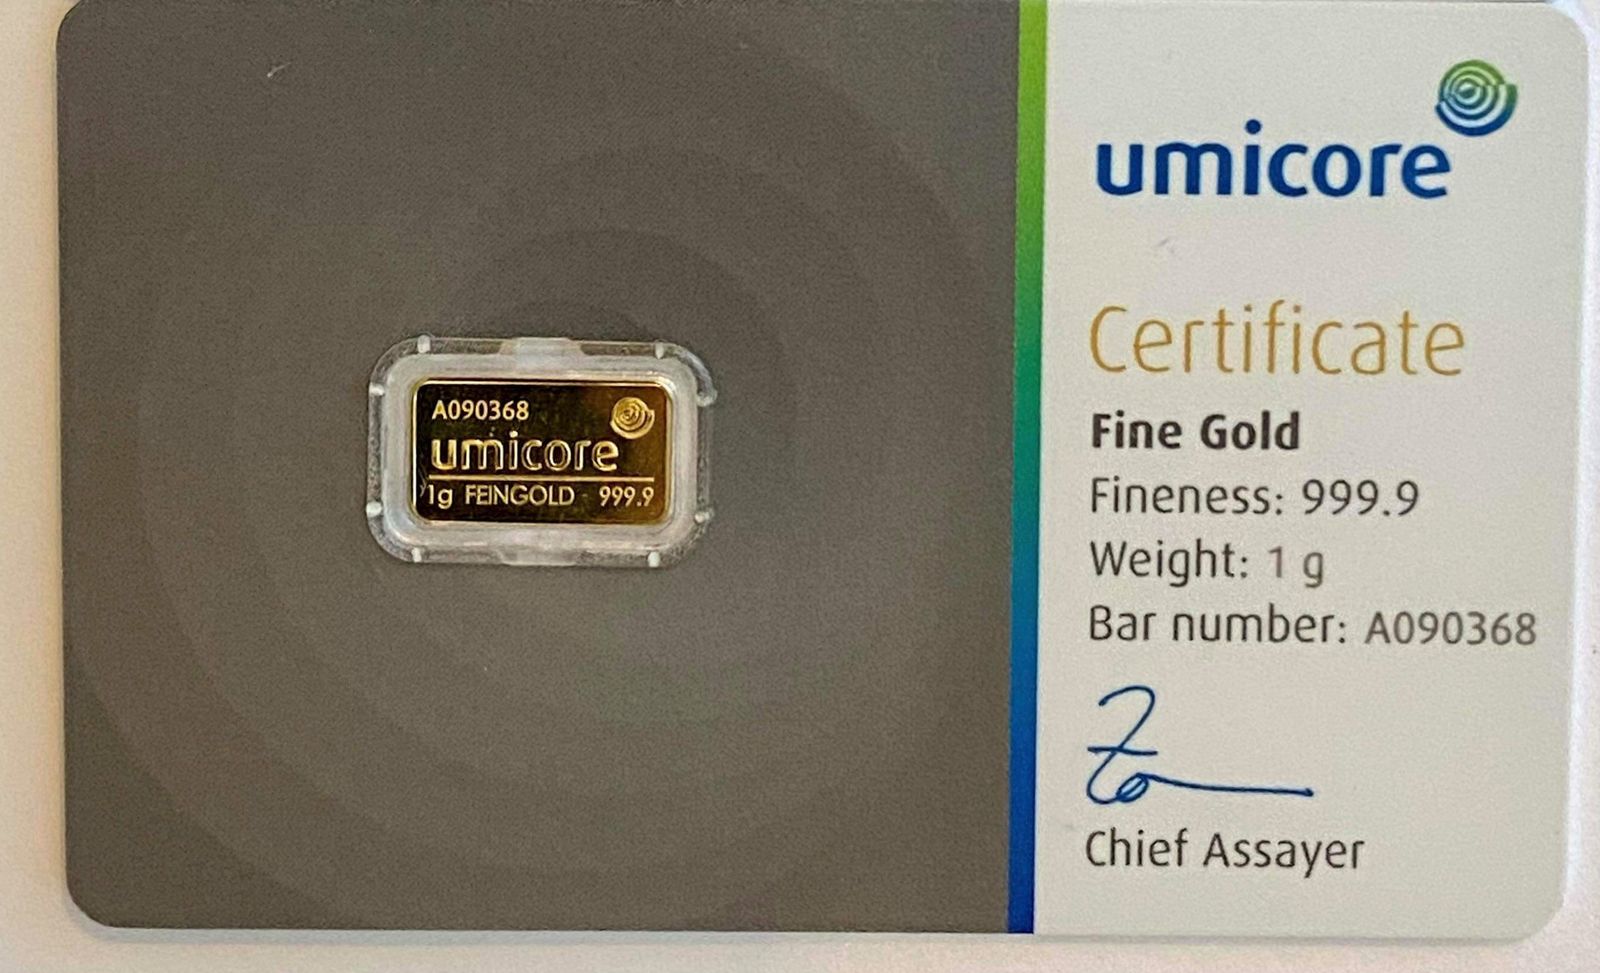 A090368
umicore
1g FEINGOLD 999.9
umicore
Certificate
Fine Gold
Fineness: 999.9
Weight: 1 g
Bar number: A090368
Chief Assayer